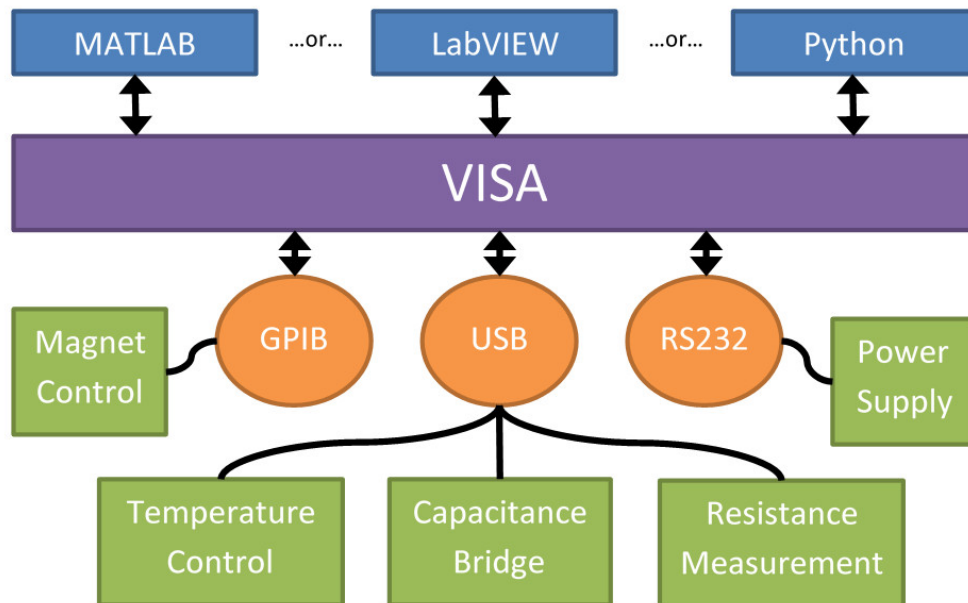 MATLAB …or… LabVIEW …or… Python
VISA
GPIB USB RS232
Magnet
Control
Power
Supply
Temperature
Control
Capacitance
Bridge
Resistance
Measurement